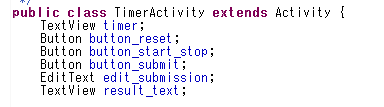 */
public class TimerActivity extends Activity {
    TextView timer;
    Button button_reset;
    Button button_start_stop;
    Button button_submit;
    EditText edit_submission;
    TextView result_text;